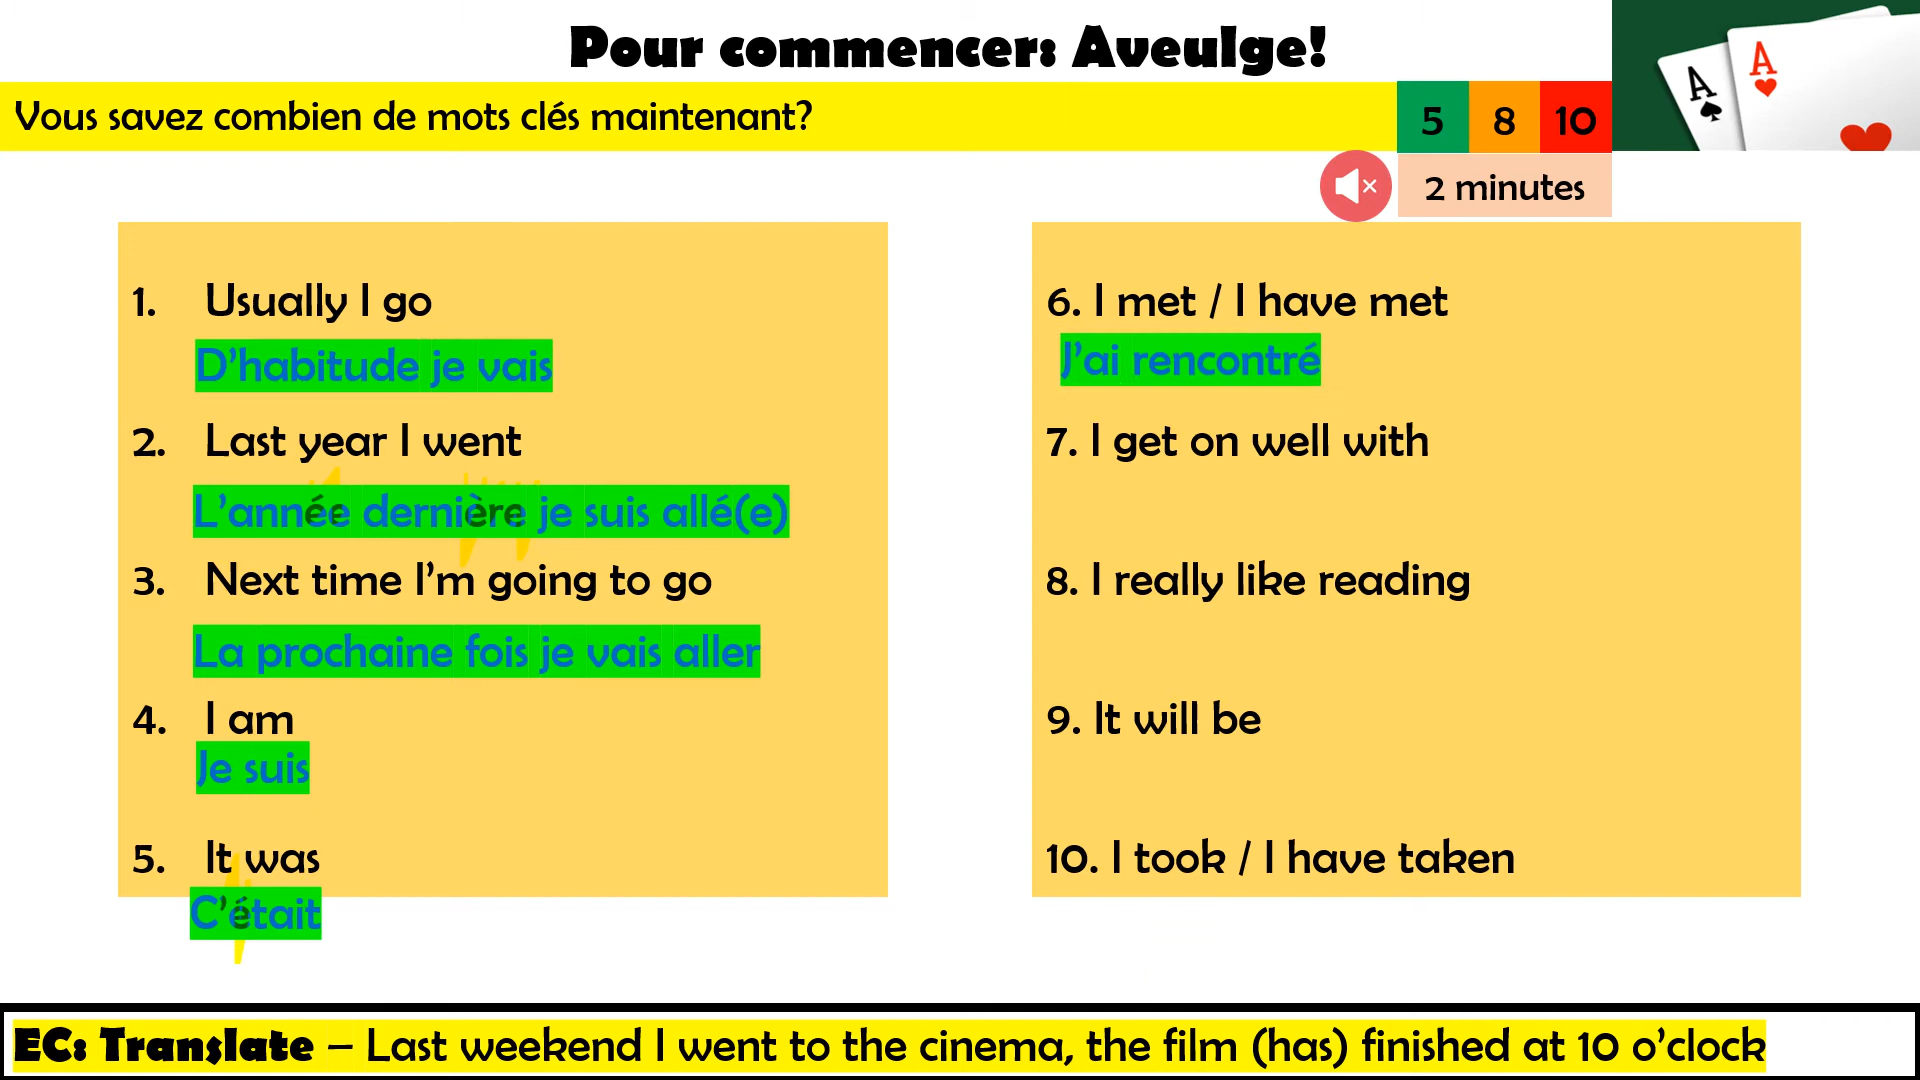 Pour commencer: Aveulge!
Vous savez combien de mots clés maintenant?
5 8 10
2 minutes
A
A
1. Usually I go
D'habitude je vais
2. Last year I went
L'année dernière je suis allé(e)
3. Next time I'm going to go
La prochaine fois je vais aller
4. I am
Je suis
5. It was
C'était
6. I met / I have met
J'ai rencontré
7. I get on well with
8. I really like reading
9. It will be
10. I took / I have taken
EC: Translate – Last weekend I went to the cinema, the film (has) finished at 10 o'clock